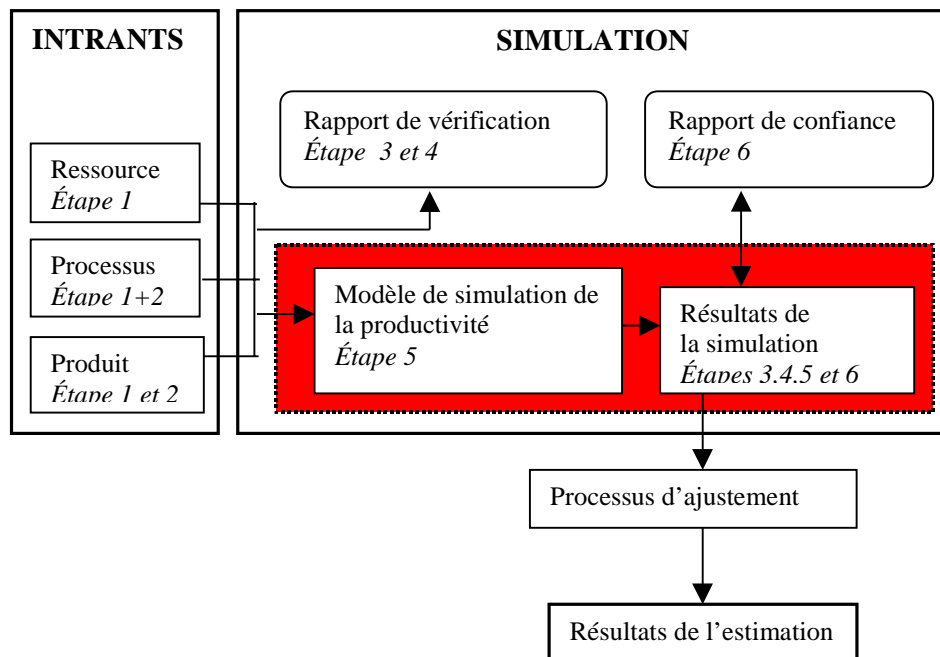 INTRANTS
SIMULATION
Rapport de vérification
Étape 3 et 4
Rapport de confiance
Étape 6
Ressource
Étape 1
Processus
Étape 1+2
Produit
Étape 1 et 2
Modèle de simulation de
la productivité
Étape 5
Résultats de
la simulation
Étapes 3.4.5 et 6
Processus d’ajustement
Résultats de l’estimation